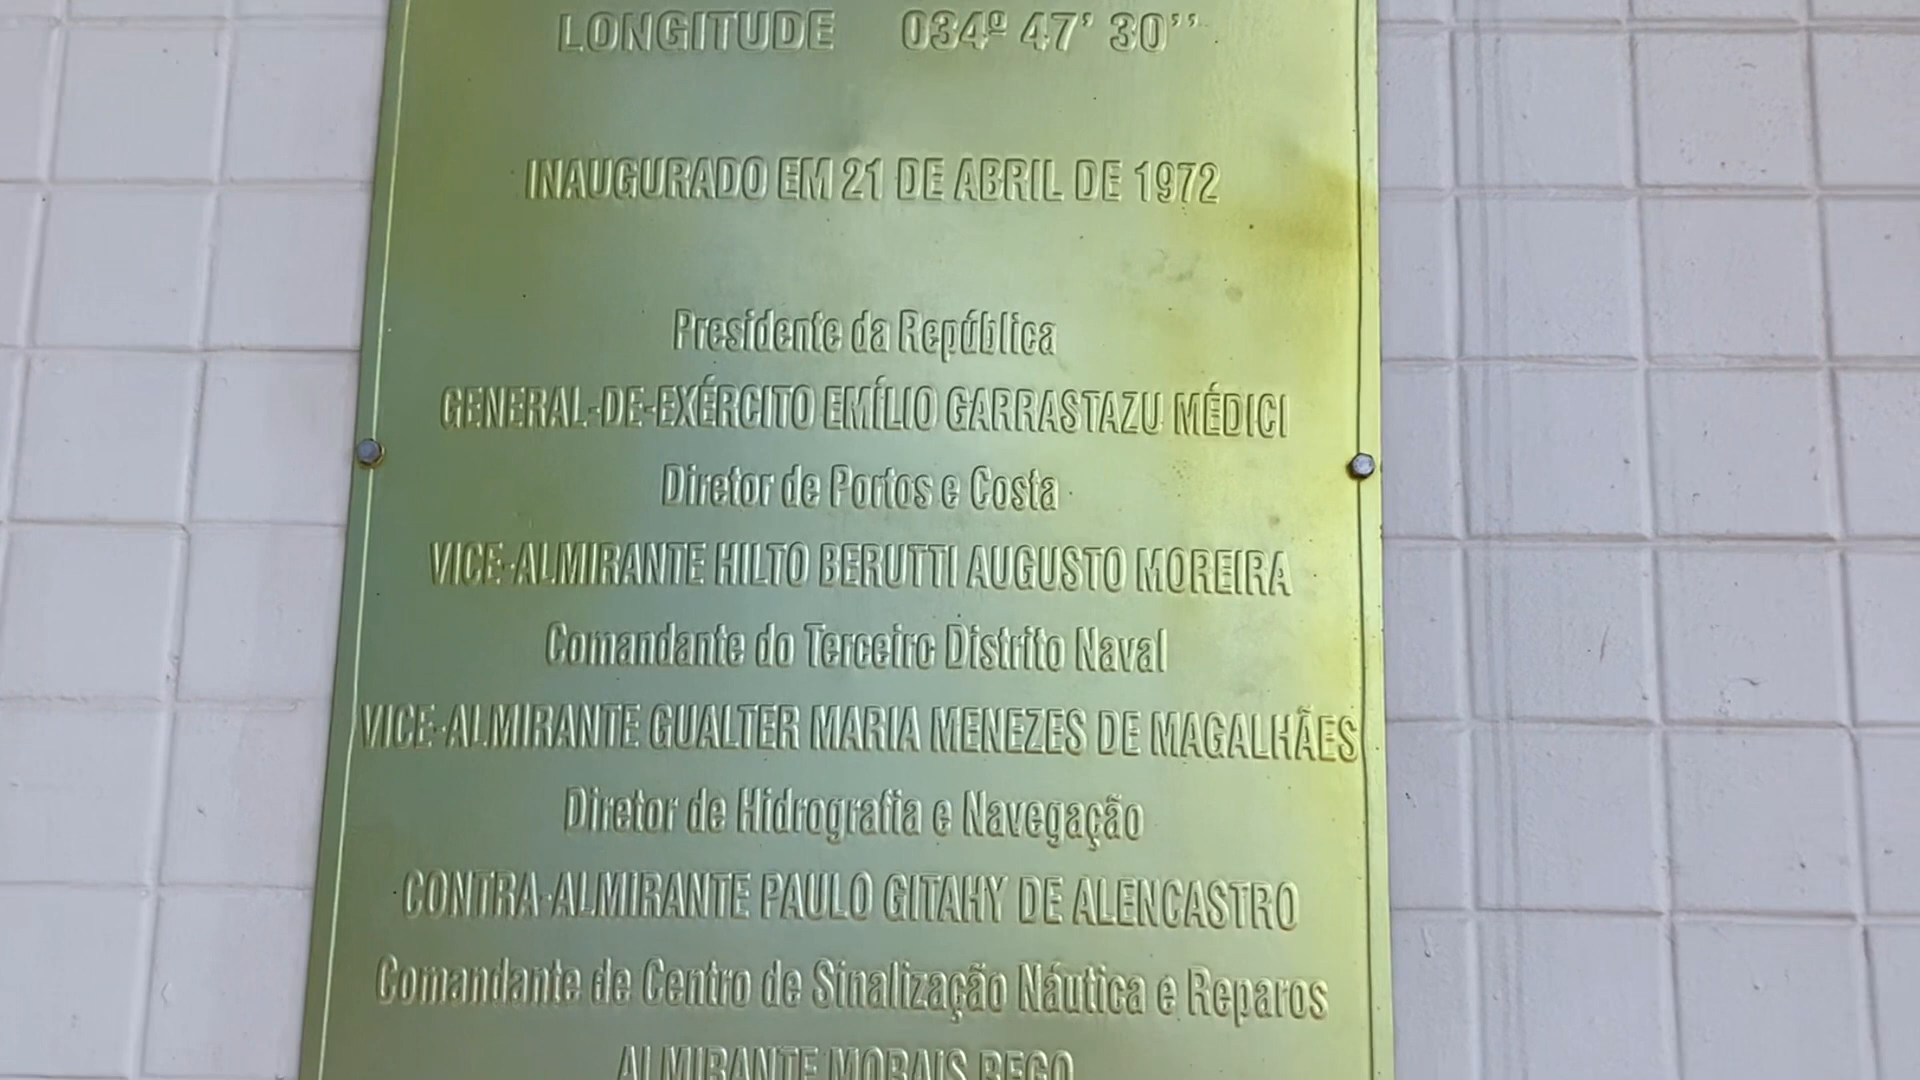 LONGITUDE 034º 47' 30''
INAUGURADO EM 21 DE ABRIL DE 1972
Presidente da República
GENERAL-DE-EXÉRCITO EMÍLIO GARRASTAZU MÉDICI
Diretor de Portos e Costa
VICE-ALMIRANTE HILTO BERUTTI AUGUSTO MOREIRA
Comandante do Terceiro Distrito Naval
VICE-ALMIRANTE GUALTER MARIA MENEZES DE MAGALHÃES
Diretor de Hidrografia e Navegação
CONTRA-ALMIRANTE PAULO GITAHY DE ALENCASTRO
Comandante de Centro de Sinalização Náutica e Reparos
ALMIRANTE MORAIS REGO